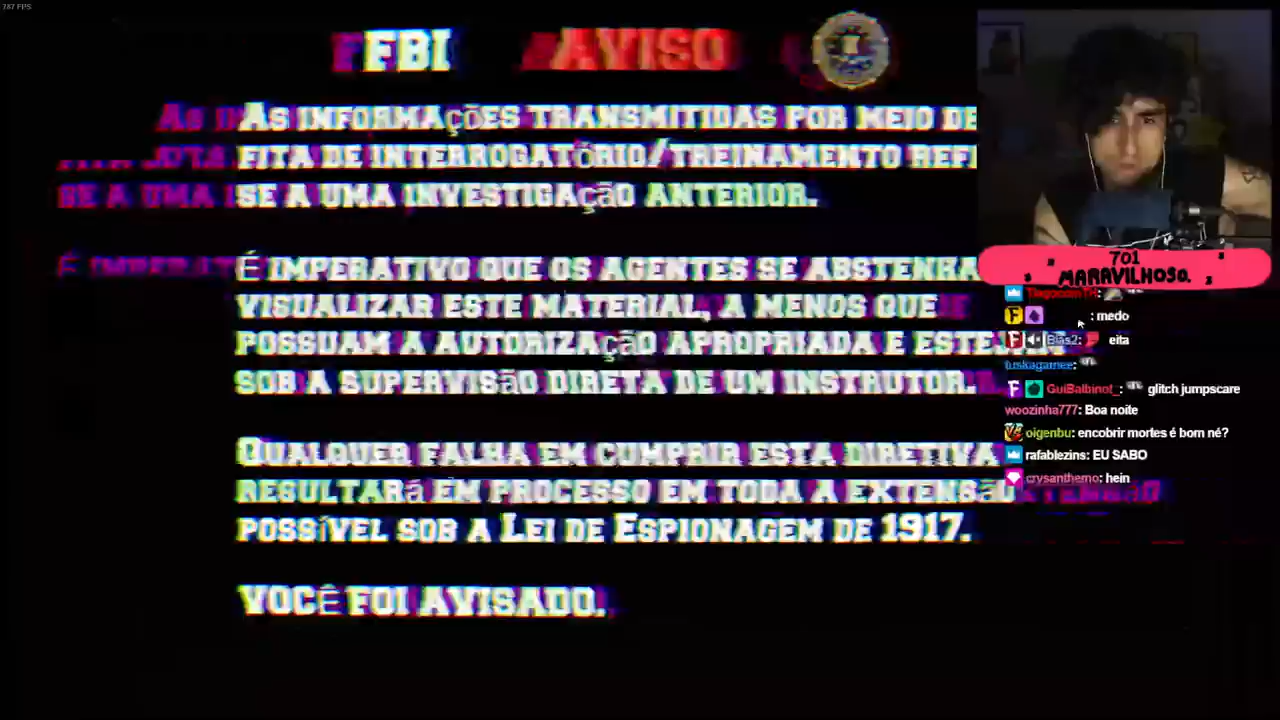 787 FPS
FBI AVISO
AS INFORMAÇÕES TRANSMITIDAS POR MEIO DE
FITA DE INTERROGATÓRIO/TREINAMENTO REFE
SE A UMA INVESTIGAÇÃO ANTERIOR.
É IMPERATIVO QUE OS AGENTES SE ABSTENHA
VISUALIZAR ESTE MATERIAL, A MENOS QUE
POSSUAM A AUTORIZAÇÃO APROPRIADA E
SOB A SUPERVISÃO DIRETA DE UM INSTRUTOR.
QUALQUER FALHA EM CUMPRIR ESTA DIRETIVA
RESULTARÁ EM PROCESSO EM TODA A EXTENSÃO
POSSÍVEL SOB A LEI DE ESPIONAGEM DE 1917.
VOCÊ FOI AVISADO.
701
MARAVILHOSO.
: medo
Blas2: eita
tuskagames:
GuiBalbinot_: glitch jumpscare
woozinha777: Boa noite
oigenbu: encobrir mortes é bom né?
rafablezins: EU SABO
crysanthemo: hein